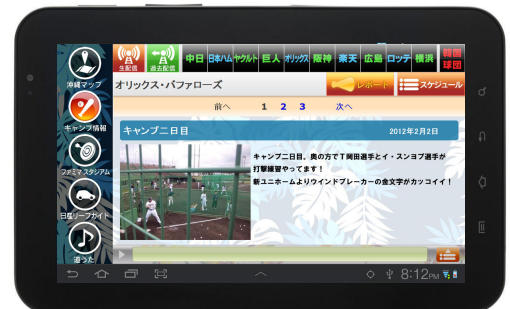 生配信
過去配信
中日
日本ハム
ヤクルト
巨人
オリックス
阪神
楽天
広島
ロッテ
横浜
韓国
球団
沖縄マップ
キャンプ情報
ファミマスタジアム
日産リーフガイド
追うた
オリックス・バファローズ
レポート
スケジュール
前へ 1 2 3 次へ
キャンプ二日目 2012年2月2日
キャンプ二日目。奥の方でT岡田選手とイ・スンヨプ選手が
打撃練習やってます！
新ユニホームよりウインドブレーカーの金文字がカッコイイ！
8:12PM